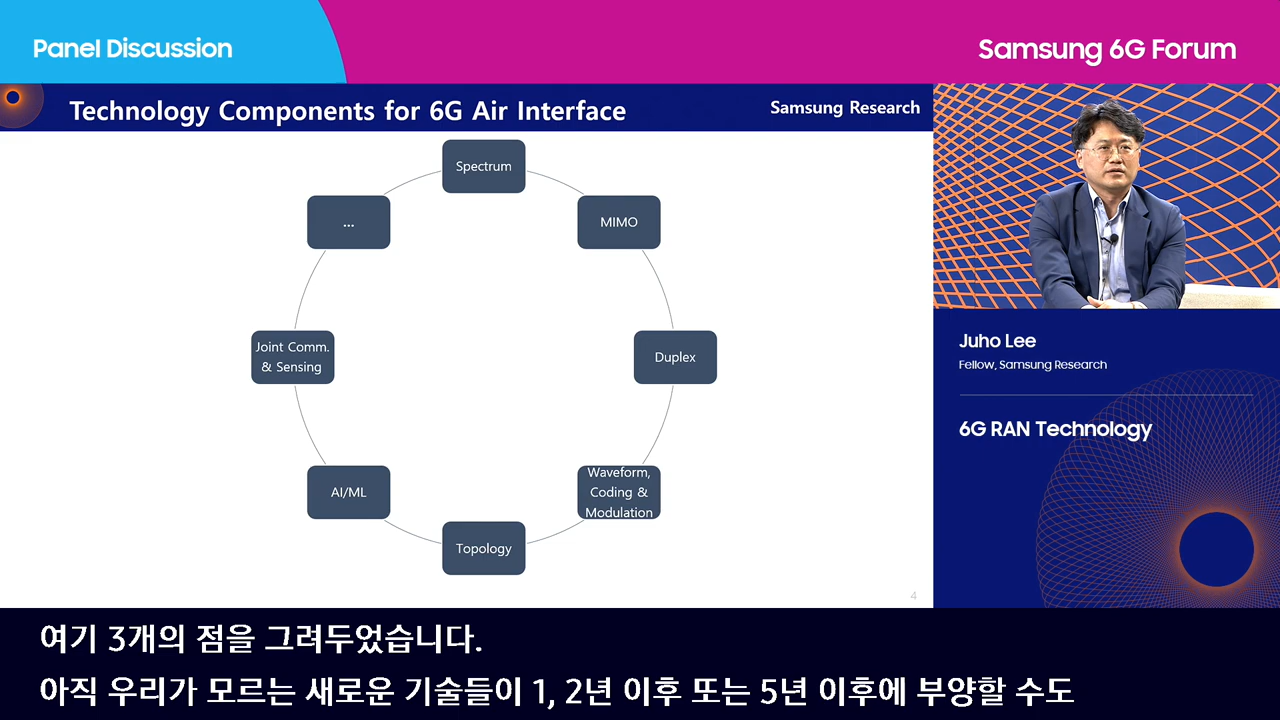 Panel Discussion
Samsung 6G Forum
Technology Components for 6G Air Interface
Samsung Research
Spectrum
...
MIMO
Joint Comm.
& Sensing
Duplex
AI/ML
Waveform,
Coding &
Modulation
Topology
4
Juho Lee
Fellow, Samsung Research
6G RAN Technology
여기 3개의 점을 그려두었습니다.
아직 우리가 모르는 새로운 기술들이 1, 2년 이후 또는 5년 이후에 부양할 수도